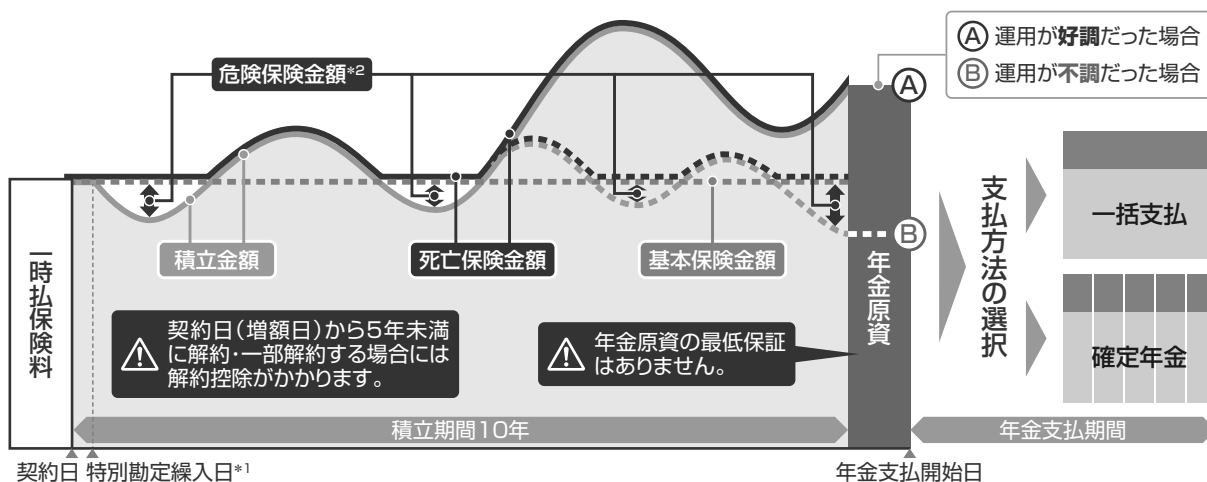 Ⓐ 運用が好調だった場合
Ⓑ 運用が不調だった場合
危険保険金額*2
Ⓐ
一時払保険料
積立金額
死亡保険金額
基本保険金額
Ⓑ
年金原資
支払方法の選択
一括支払
確定年金
契約日(増額日)から5年未満
に解約・一部解約する場合には
解約控除がかかります。
年金原資の最低保証
はありません。
積立期間10年
年金支払期間
契約日 特別勘定繰入日*1
年金支払開始日